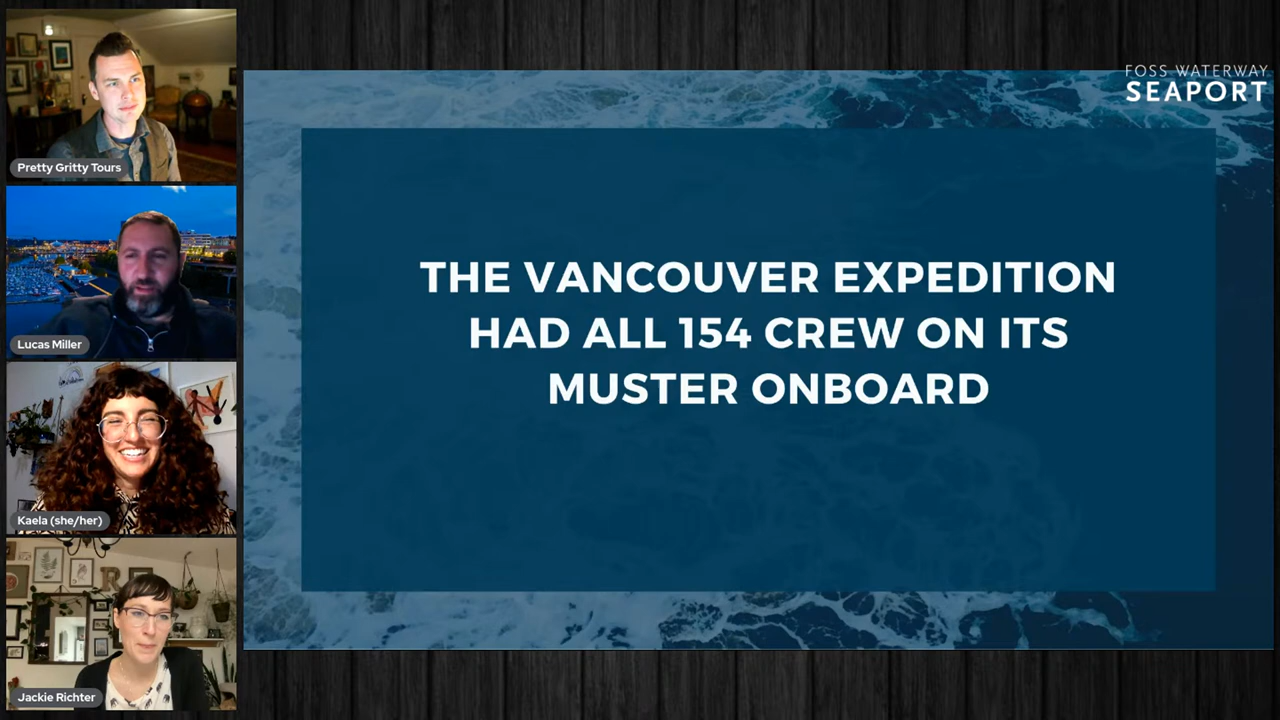 Pretty Gritty Tours
Lucas Miller
Kaela (she/her)
Jackie Richter
FOSS WATERWAY
SEAPORT
THE VANCOUVER EXPEDITION
HAD ALL 154 CREW ON ITS
MUSTER ONBOARD